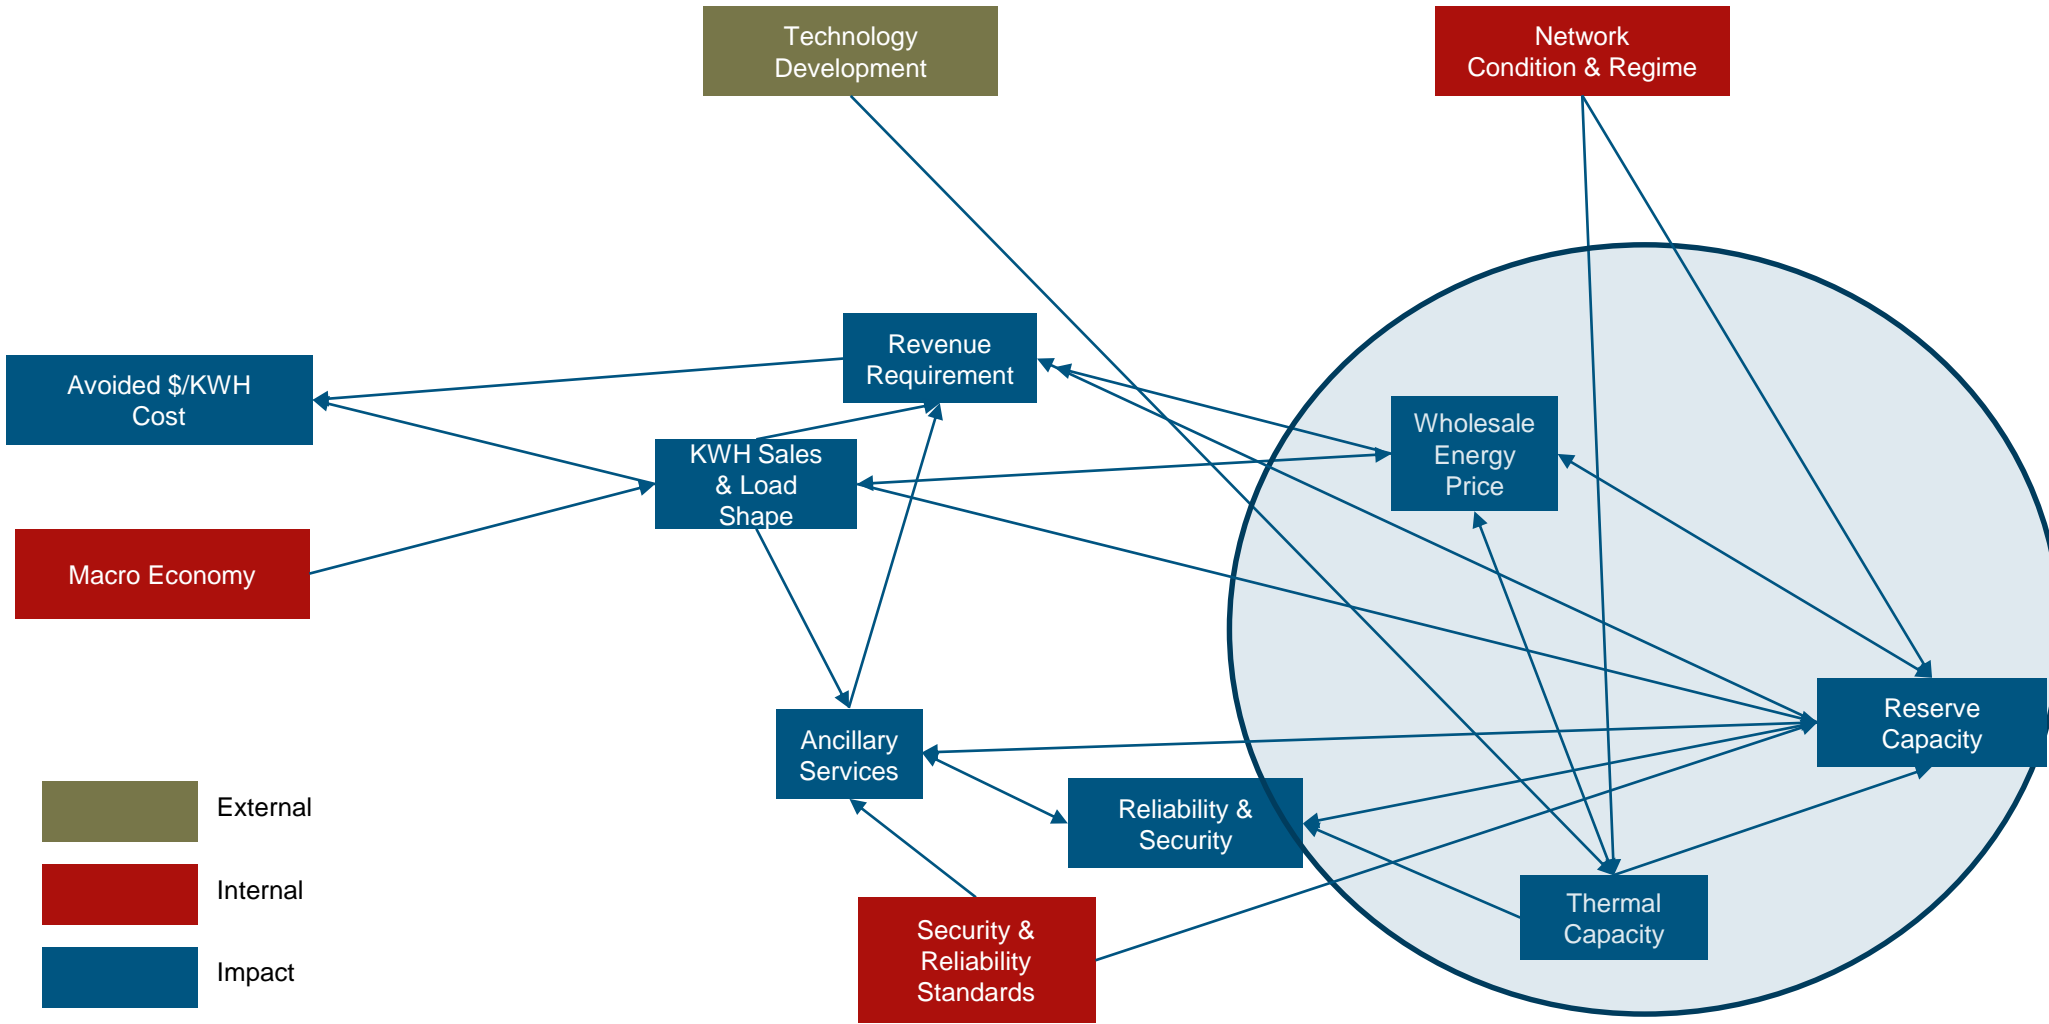 Technology
Development
Network
Condition & Regime
Revenue
Requirement
Avoided $/KWH
Cost
Wholesale
Energy
Price
KWH Sales
& Load
Shape
Macro Economy
Reserve
Capacity
Ancillary
Services
Reliability &
Security
Thermal
Capacity
Security &
Reliability
Standards
External
Internal
Impact